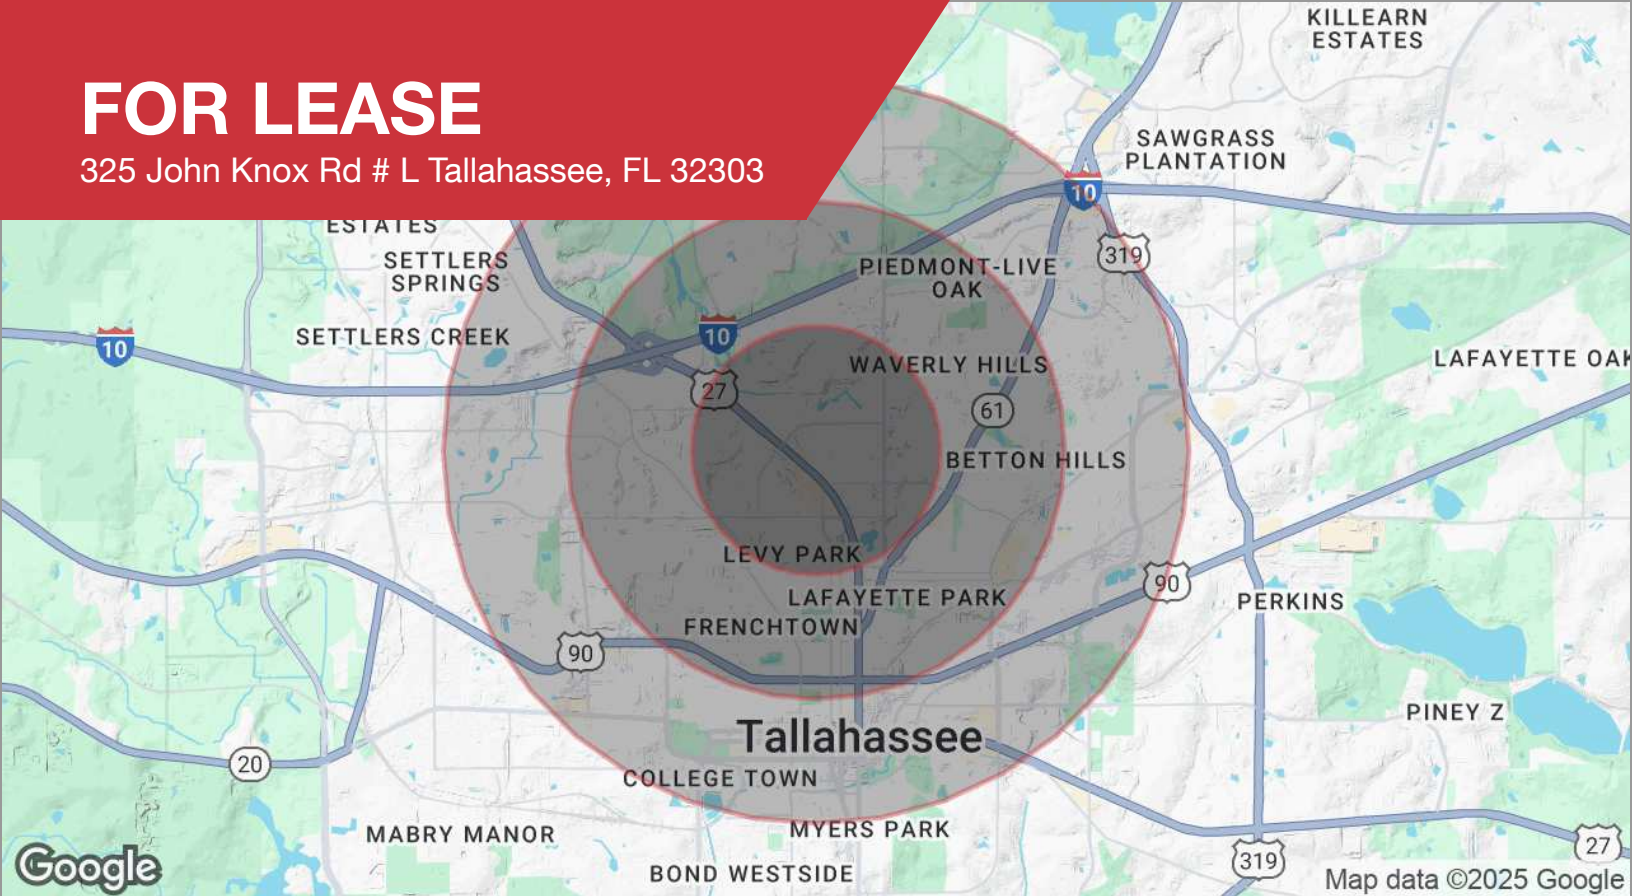 FOR LEASE
325 John Knox Rd # L Tallahassee, FL 32303
KILLEARN
ESTATES
SAWGRASS
PLANTATION
10
ESTATES
SETTLERS
SPRINGS
319
PIEDMONT-LIVE
OAK
SETTLERS CREEK
10
10
WAVERLY HILLS
LAFAYETTE OAK
27
61
BETTON HILLS
LEVY PARK
90
LAFAYETTE PARK
PERKINS
FRENCHTOWN
90
PINEY Z
Tallahassee
20
COLLEGE TOWN
MYERS PARK
MABRY MANOR
27
319
BOND WESTSIDE
Google
Map data ©2025 Google